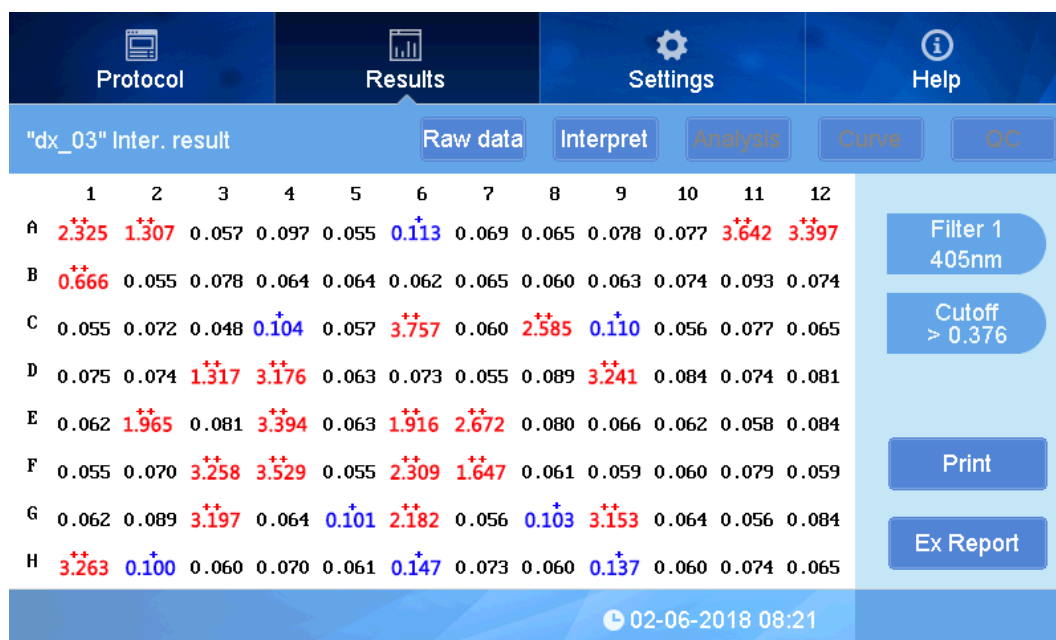 Protocol Results Settings Help
"dx_03" Inter. result Raw data Interpret Analysis Curve QC
1 2 3 4 5 6 7 8 9 10 11 12
A ++ 2.325 ++ 1.307 0.057 0.097 0.055 + 0.113 0.069 0.065 0.078 0.077 ++ 3.642 ++ 3.397
B ++ 0.666 0.055 0.078 0.064 0.064 0.062 0.065 0.060 0.063 0.074 0.093 0.074
C 0.055 0.072 0.048 + 0.104 0.057 ++ 3.757 0.060 ++ 2.585 + 0.110 0.056 0.077 0.065
D 0.075 0.074 ++ 1.317 ++ 3.176 0.063 0.073 0.055 0.089 ++ 3.241 0.084 0.074 0.081
E 0.062 ++ 1.965 0.081 ++ 3.394 0.063 ++ 1.916 ++ 2.672 0.080 0.066 0.062 0.058 0.084
F 0.055 0.070 ++ 3.258 ++ 3.529 0.055 ++ 2.309 ++ 1.647 0.061 0.059 0.060 0.079 0.059
G 0.062 0.089 ++ 3.197 0.064 + 0.101 ++ 2.182 0.056 + 0.103 ++ 3.153 0.064 0.056 0.084
H ++ 3.263 + 0.100 0.060 0.070 0.061 + 0.147 0.073 0.060 + 0.137 0.060 0.074 0.065
Filter 1
405nm
Cutoff
> 0.376
Print
Ex Report
02-06-2018 08:21